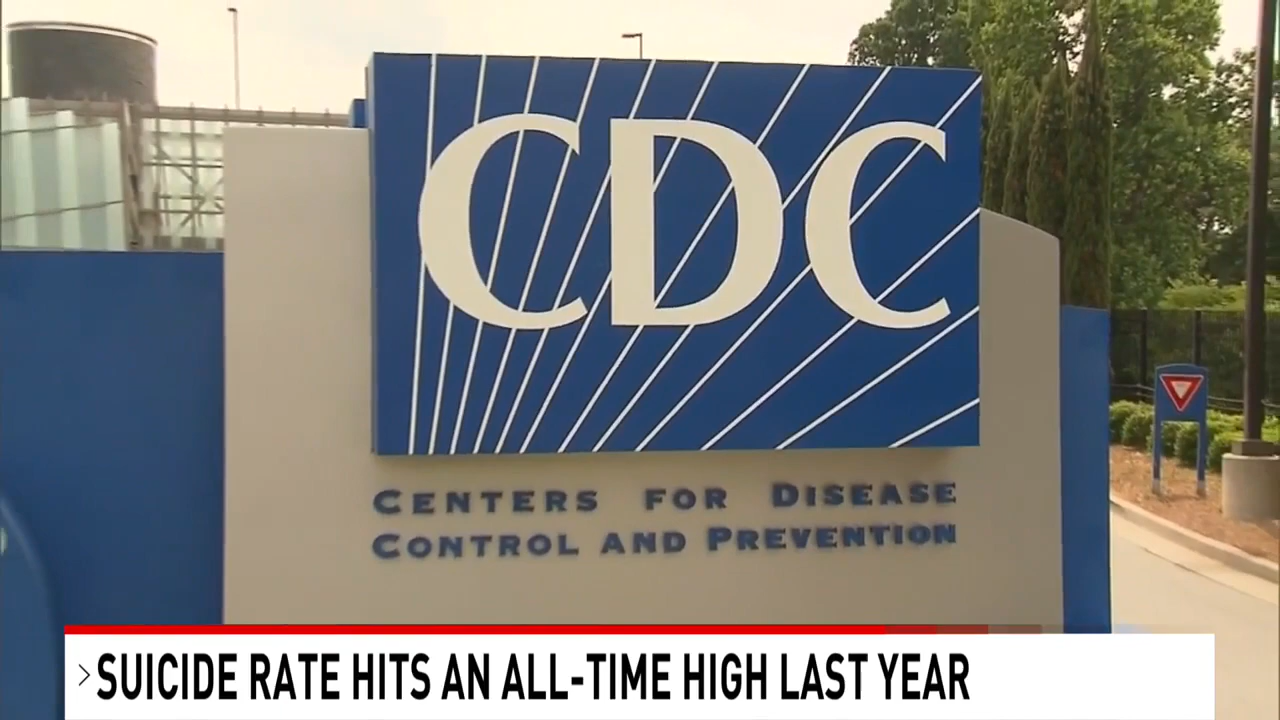 CDC
CENTERS FOR DISEASE
CONTROL AND PREVENTION
>SUICIDE RATE HITS AN ALL-TIME HIGH LAST YEAR